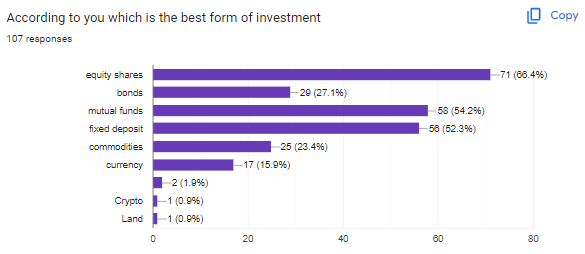 According to you which is the best form of investment
Copy
107 responses
equity shares 71 (66.4%)
bonds 29 (27.1%)
mutual funds 58 (54.2%)
fixed deposit 56 (52.3%)
commodities 25 (23.4%)
currency 17 (15.9%)
2 (1.9%)
Crypto 1 (0.9%)
Land 1 (0.9%)
0 20 40 60 80